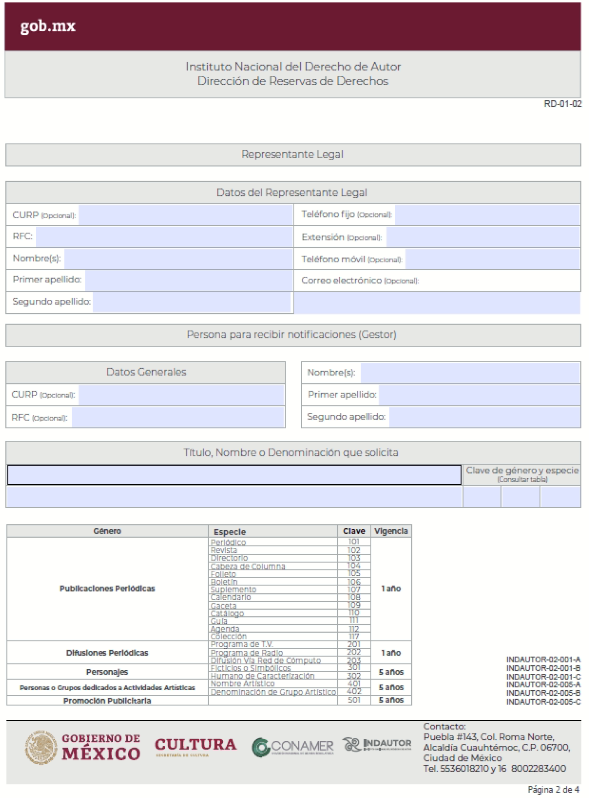 gob.mx
Instituto Nacional del Derecho de Autor
Dirección de Reservas de Derechos
RD-01-02
Representante Legal
Datos del Representante Legal
CURP (Opcional):
Teléfono fijo (Opcional):
RFC:
Extensión (Opcional):
Nombre(s):
Teléfono móvil (Opcional)
Primer apellido:
Correo electrónico (Opcional):
Segundo apellido:
Persona para recibir notificaciones (Gestor)
Datos Generales
Nombre(s):
CURP (Opcional):
Primer apellido:
RFC (Opcional):
Segundo apellido:
Título, Nombre o Denominación que solicita
Clave de género y especie
(Consultar tabla)
Género Especie Clave Vigencia
Publicaciones Periódicas
1 año
Periódico 101
Revista 102
Directorio 103
Cabeza de Columna 104
Folleto 105
Boletín 106
Suplemento 107
Calendario 108
Gaceta 109
Catálogo 110
Guía 111
Agenda 112
Colección 117
Difusiones Periódicas
1 año
Programa de T.V. 201
Programa de Radio 202
Difusión Vía Red de Cómputo 203
Personajes
5 años
Ficticios o Simbólicos 301
Humano de Caracterización 302
Personas o Grupos dedicados a Actividades Artísticas
5 años
Nombre Artístico 401
Denominación de Grupo Artístico 402
Promoción Publicitaria 501 5 años
INDAUTOR-02-001-A
INDAUTOR-02-001-B
INDAUTOR-02-001-C
INDAUTOR-02-005-A
INDAUTOR-02-005-B
INDAUTOR-02-005-C
GOBIERNO DE
MÉXICO
CULTURA
SECRETARÍA DE CULTURA
CONAMER
INDAUTOR
Contacto:
Puebla #143, Col. Roma Norte,
Alcaldía Cuauhtémoc, C.P. 06700,
Ciudad de México
Tel. 5536018210 y 16 8002283400
Página 2 de 4